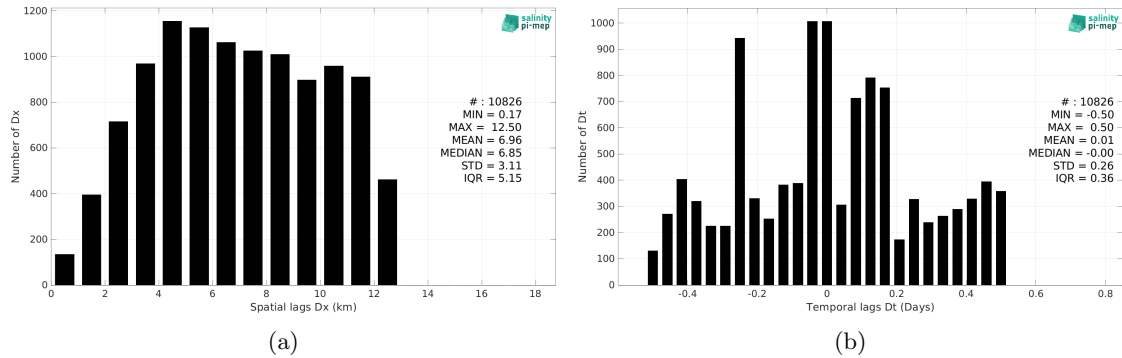 1200
1000
800
600
400
200
0
Number of Dx
0 2 4 6 8 10 12 14 16 18
Spatial lags Dx (km)
salinity
pi-mep
# : 10826
MIN = 0.17
MAX = 12.50
MEAN = 6.96
MEDIAN = 6.85
STD = 3.11
IQR = 5.15
(a)
1000
900
800
700
600
500
400
300
200
100
0
Number of Dt
-0.4 -0.2 0 0.2 0.4 0.6 0.8
Temporal lags Dt (Days)
salinity
pi-mep
# : 10826
MIN = -0.50
MAX = 0.50
MEAN = 0.01
MEDIAN = -0.00
STD = 0.26
IQR = 0.36
(b)